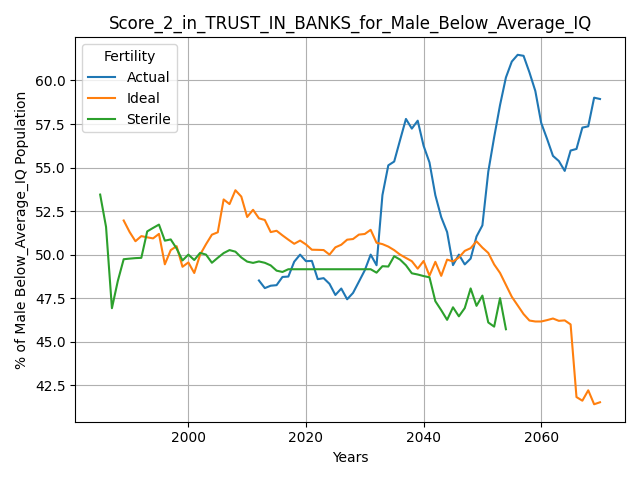 Score_2_in_TRUST_IN_BANKS_for_Male_Below_Average_IQ
Fertility
Actual
Ideal
Sterile
60.0
57.5
55.0
52.5
50.0
47.5
45.0
42.5
% of Male Below_Average_IQ Population
2000
2020
2040
2060
Years